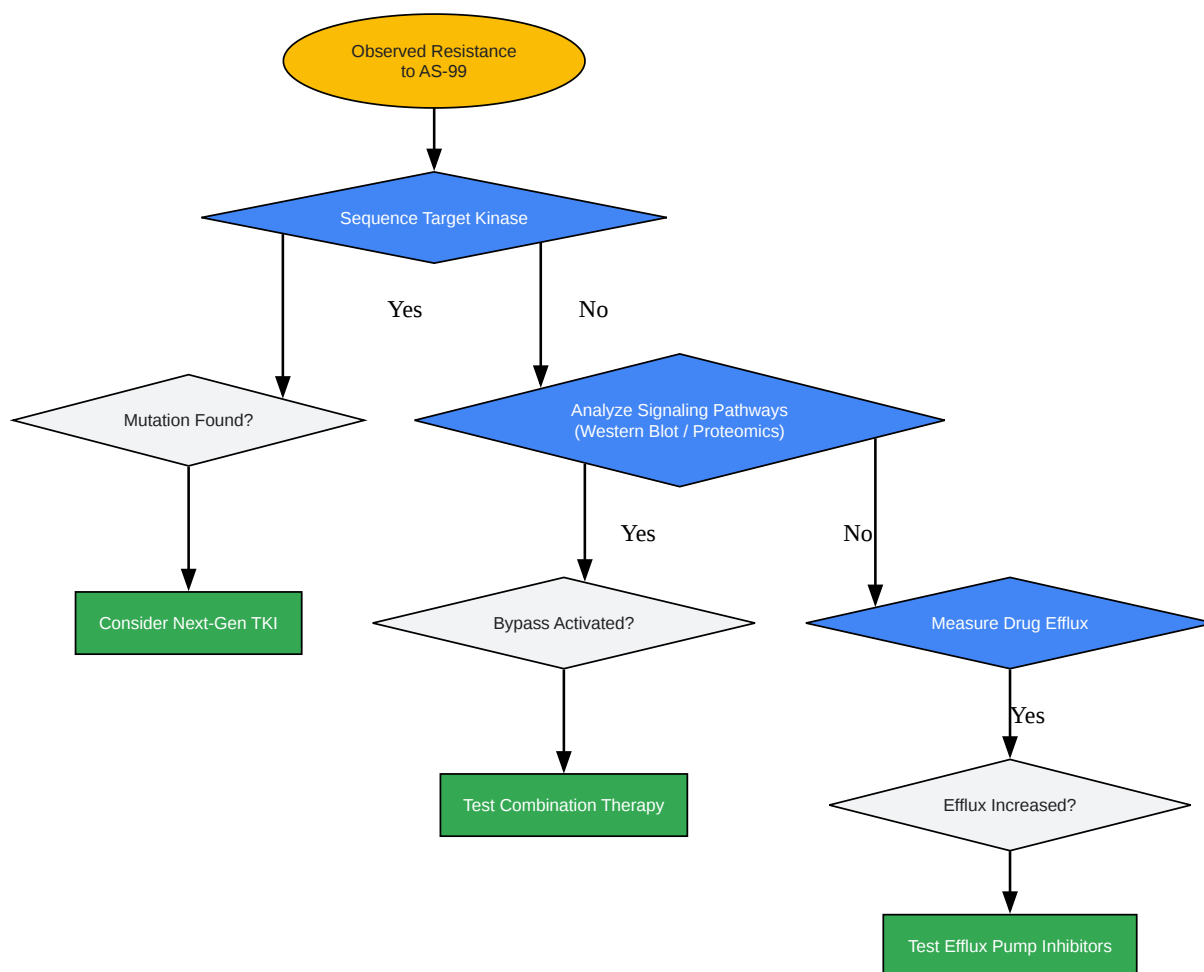 Observed Resistance
to AS-99
Sequence Target Kinase
Yes
No
Mutation Found?
Analyze Signaling Pathways
(Western Blot / Proteomics)
Yes
No
Consider Next-Gen TKI
Bypass Activated?
Measure Drug Efflux
Yes
Test Combination Therapy
Efflux Increased?
Test Efflux Pump Inhibitors